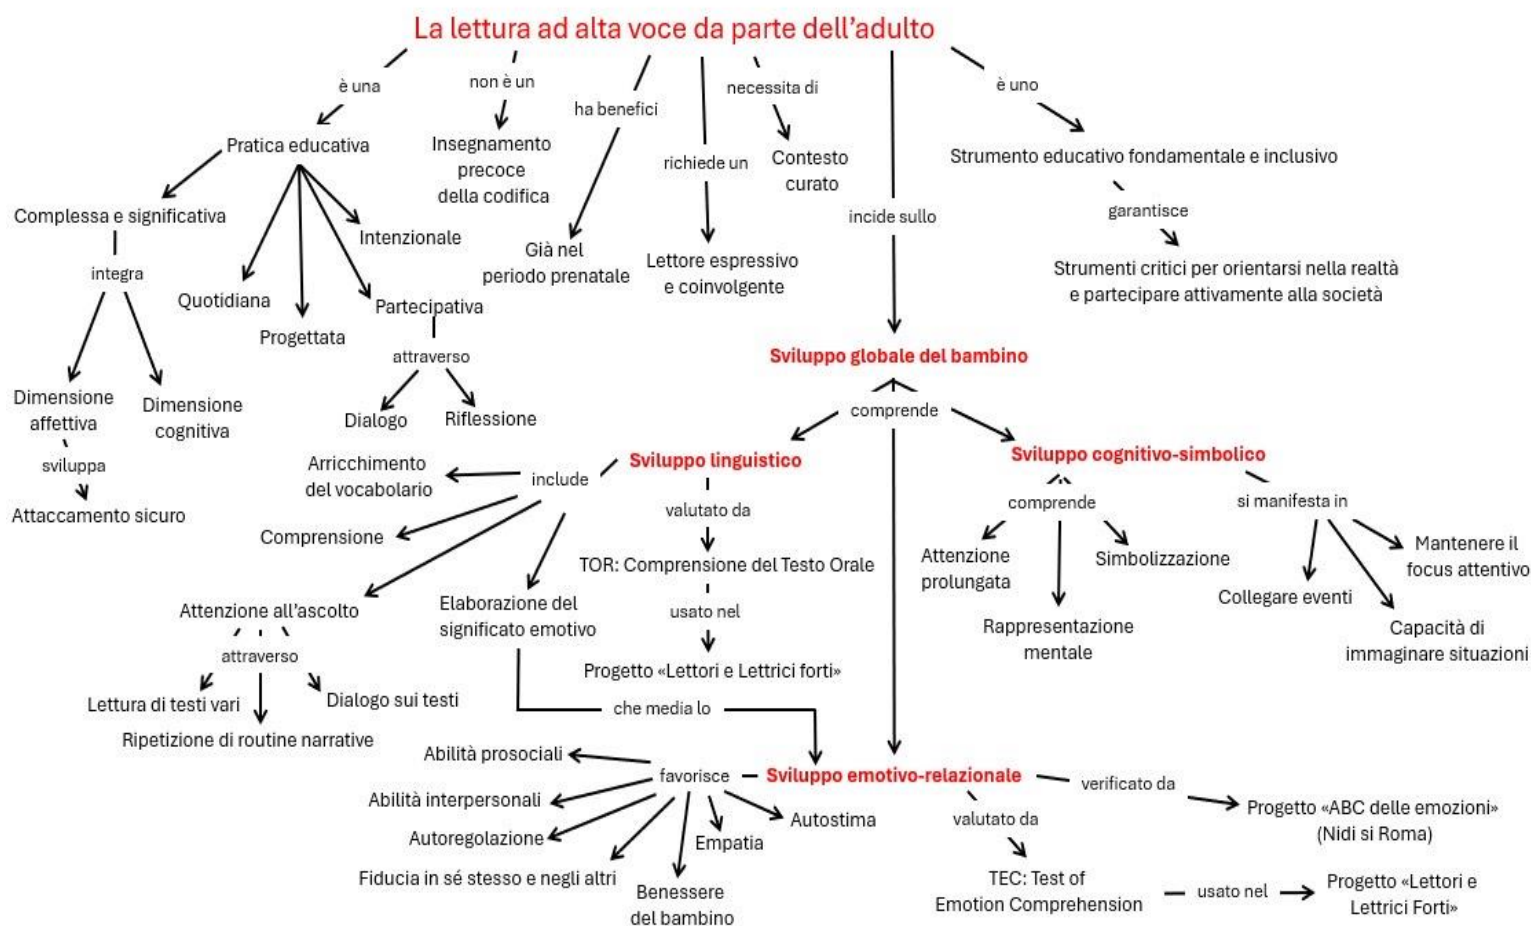 La lettura ad alta voce da parte dell'adulto
è una
non è un
ha benefici
richiede un
necessita di
incide sullo
è uno
Pratica educativa
Insegnamento
precoce
della codifica
Contesto
curato
Strumento educativo fondamentale e inclusivo
garantisce
Strumenti critici per orientarsi nella realtà
e partecipare attivamente alla società
Complessa e significativa
integra
Intenzionale
Quotidiana
Progettata
Partecipativa
attraverso
Dialogo
Riflessione
Già nel
periodo prenatale
Lettore espressivo
e coinvolgente
Dimensione
affettiva
Dimensione
cognitiva
sviluppa
Attaccamento sicuro
Sviluppo globale del bambino
comprende
Sviluppo linguistico
Sviluppo cognitivo-simbolico
include
Arricchimento
del vocabolario
Comprensione
Attenzione all'ascolto
attraverso
Lettura di testi vari
Ripetizione di routine narrative
Dialogo sui testi
Elaborazione del
significato emotivo
che media lo
valutato da
TOR: Comprensione del Testo Orale
usato nel
Progetto «Lettori e Lettrici forti»
comprende
Attenzione
prolungata
Rappresentazione
mentale
Simbolizzazione
si manifesta in
Collegare eventi
Capacità di
immaginare situazioni
Mantenere il
focus attentivo
Sviluppo emotivo-relazionale
favorisce
Abilità prosociali
Abilità interpersonali
Autoregolazione
Fiducia in sé stesso e negli altri
Benessere
del bambino
Empatia
Autostima
valutato da
TEC: Test of
Emotion Comprehension
usato nel
Progetto «Lettori e
Lettrici Forti»
verificato da
Progetto «ABC delle emozioni»
(Nidi si Roma)